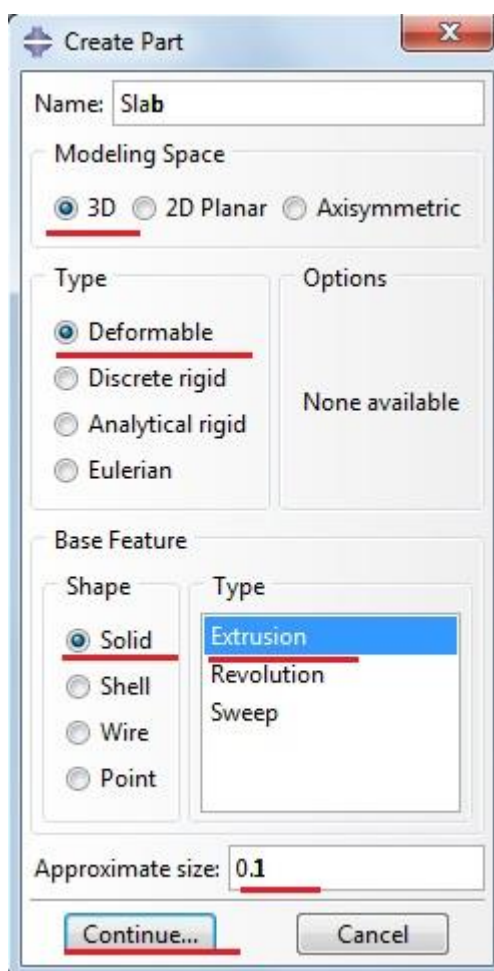 Create Part
Name: Slab
Modeling Space
3D 2D Planar Axisymmetric
Type
Deformable
Discrete rigid
Analytical rigid
Eulerian
Options
None available
Base Feature
Shape
Solid
Shell
Wire
Point
Type
Extrusion
Revolution
Sweep
Approximate size: 0.1
Continue... Cancel